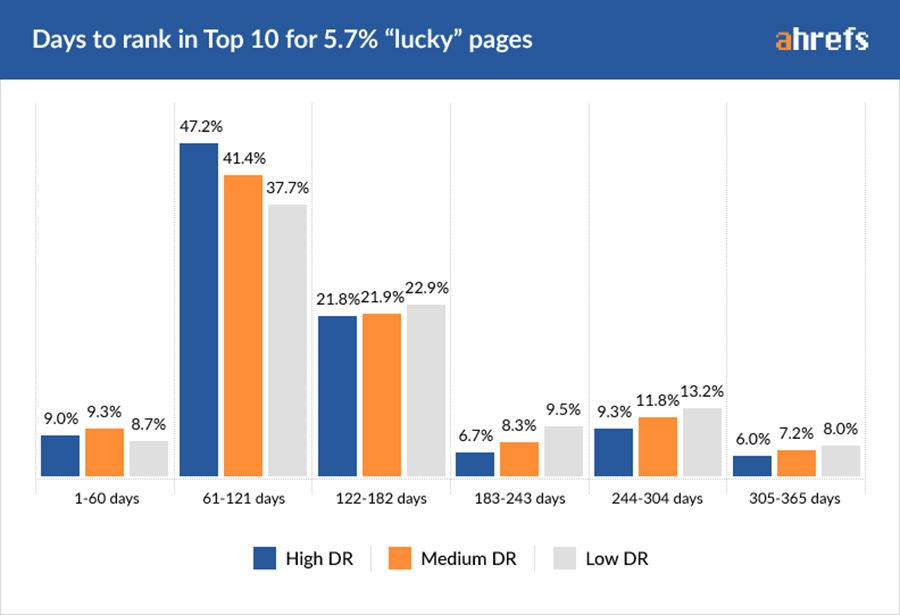 Days to rank in Top 10 for 5.7% “lucky” pages
ahrefs
47.2%
41.4%
37.7%
21.8% 21.9% 22.9%
9.0% 9.3% 8.7%
6.7% 8.3% 9.5%
9.3% 11.8% 13.2%
6.0% 7.2% 8.0%
1-60 days 61-121 days 122-182 days 183-243 days 244-304 days 305-365 days
High DR Medium DR Low DR